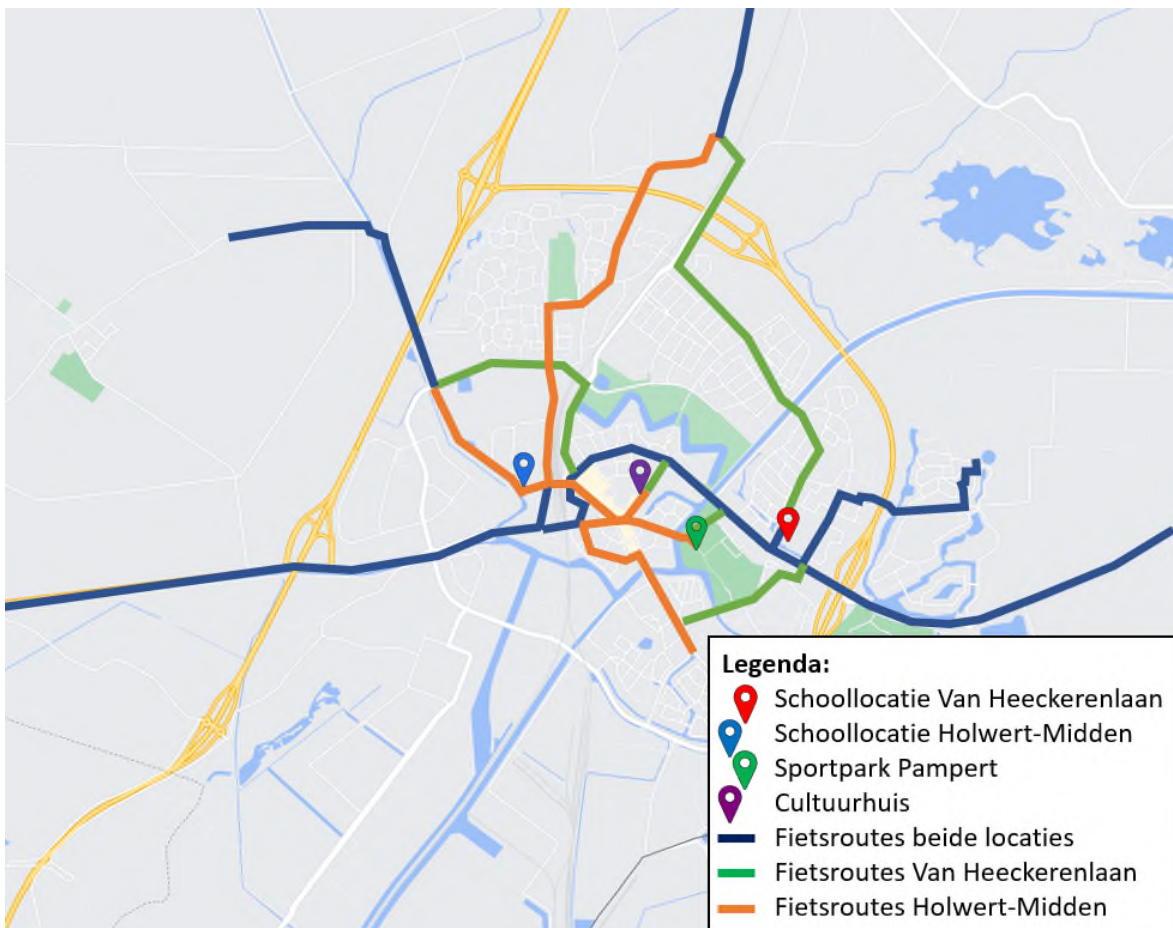 Legenda:
Schoollocatie Van Heeckerenlaan
Schoollocatie Holwert-Midden
Sportpark Pampert
Cultuurhuis
Fietsroutes beide locaties
Fietsroutes Van Heeckerenlaan
Fietsroutes Holwert-Midden